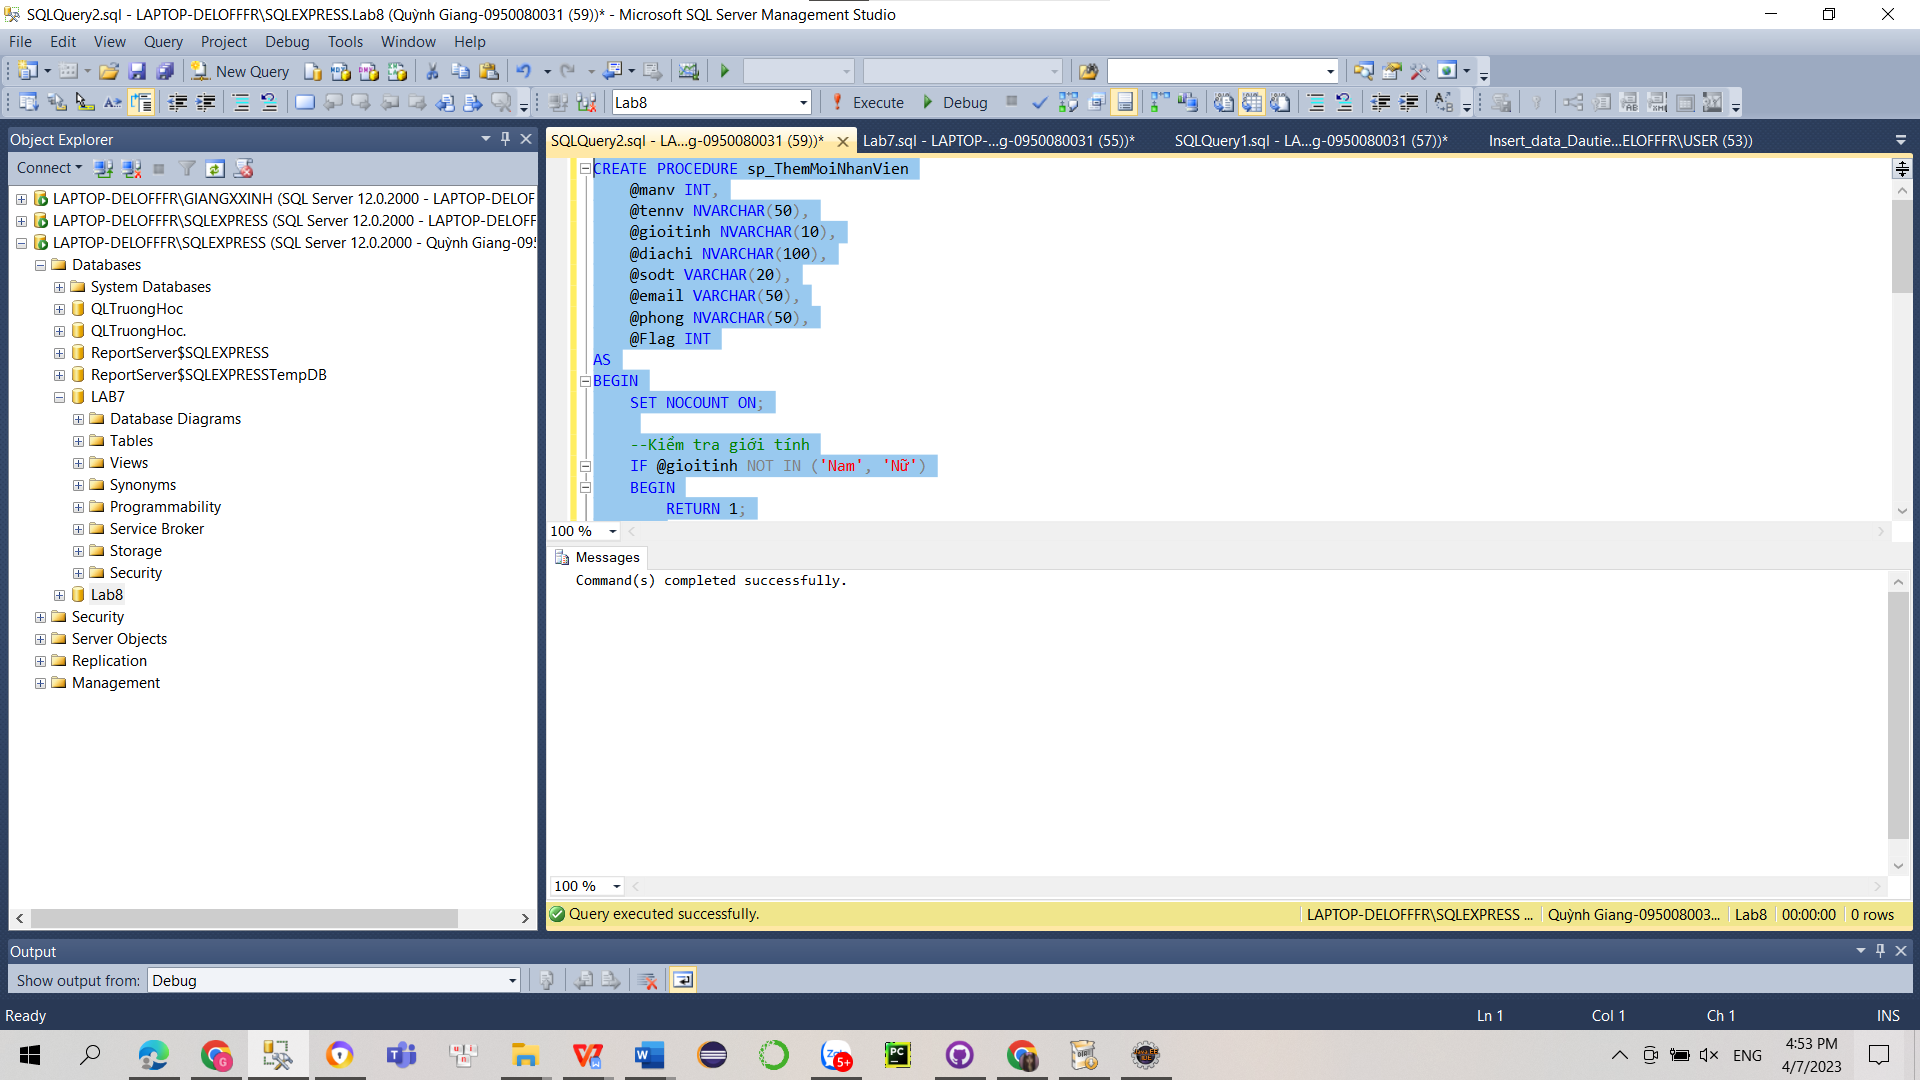 SQLQuery2.sql - LAPTOP-DELOFFFR\SQLEXPRESS.Lab8 (Quỳnh Giang-0950080031 (59))* - Microsoft SQL Server Management Studio
File Edit View Query Project Debug Tools Window Help
New Query
Lab8 Execute Debug
Object Explorer
Connect
LAPTOP-DELOFFFR\GIANGXXINH (SQL Server 12.0.2000 - LAPTOP-DELOF
LAPTOP-DELOFFFR\SQLEXPRESS (SQL Server 12.0.2000 - LAPTOP-DELOFF
LAPTOP-DELOFFFR\SQLEXPRESS (SQL Server 12.0.2000 - Quỳnh Giang-095
Databases
System Databases
QLTruongHoc
QLTruongHoc.
ReportServer$SQLEXPRESS
ReportServer$SQLEXPRESSTempDB
LAB7
Database Diagrams
Tables
Views
Synonyms
Programmability
Service Broker
Storage
Security
Lab8
Security
Server Objects
Replication
Management
SQLQuery2.sql - LA...g-0950080031 (59))* Lab7.sql - LAPTOP-...g-0950080031 (55))* SQLQuery1.sql - LA...g-0950080031 (57))* Insert_data_Dautie...ELOFFFR\USER (53))
CREATE PROCEDURE sp_ThemMoiNhanVien
@manv INT,
@tennv NVARCHAR(50),
@gioitinh NVARCHAR(10),
@diachi NVARCHAR(100),
@sodt VARCHAR(20),
@email VARCHAR(50),
@phong NVARCHAR(50),
@Flag INT
AS
BEGIN
SET NOCOUNT ON;
--Kiểm tra giới tính
IF @gioitinh NOT IN ('Nam', 'Nữ')
BEGIN
RETURN 1;
100 %
Messages
Command(s) completed successfully.
100 %
Query executed successfully. LAPTOP-DELOFFFR\SQLEXPRESS ... Quỳnh Giang-095008003... Lab8 00:00:00 0 rows
Output
Show output from: Debug
Ready Ln 1 Col 1 Ch 1 INS
5+ PC ENG 4:53 PM
4/7/2023